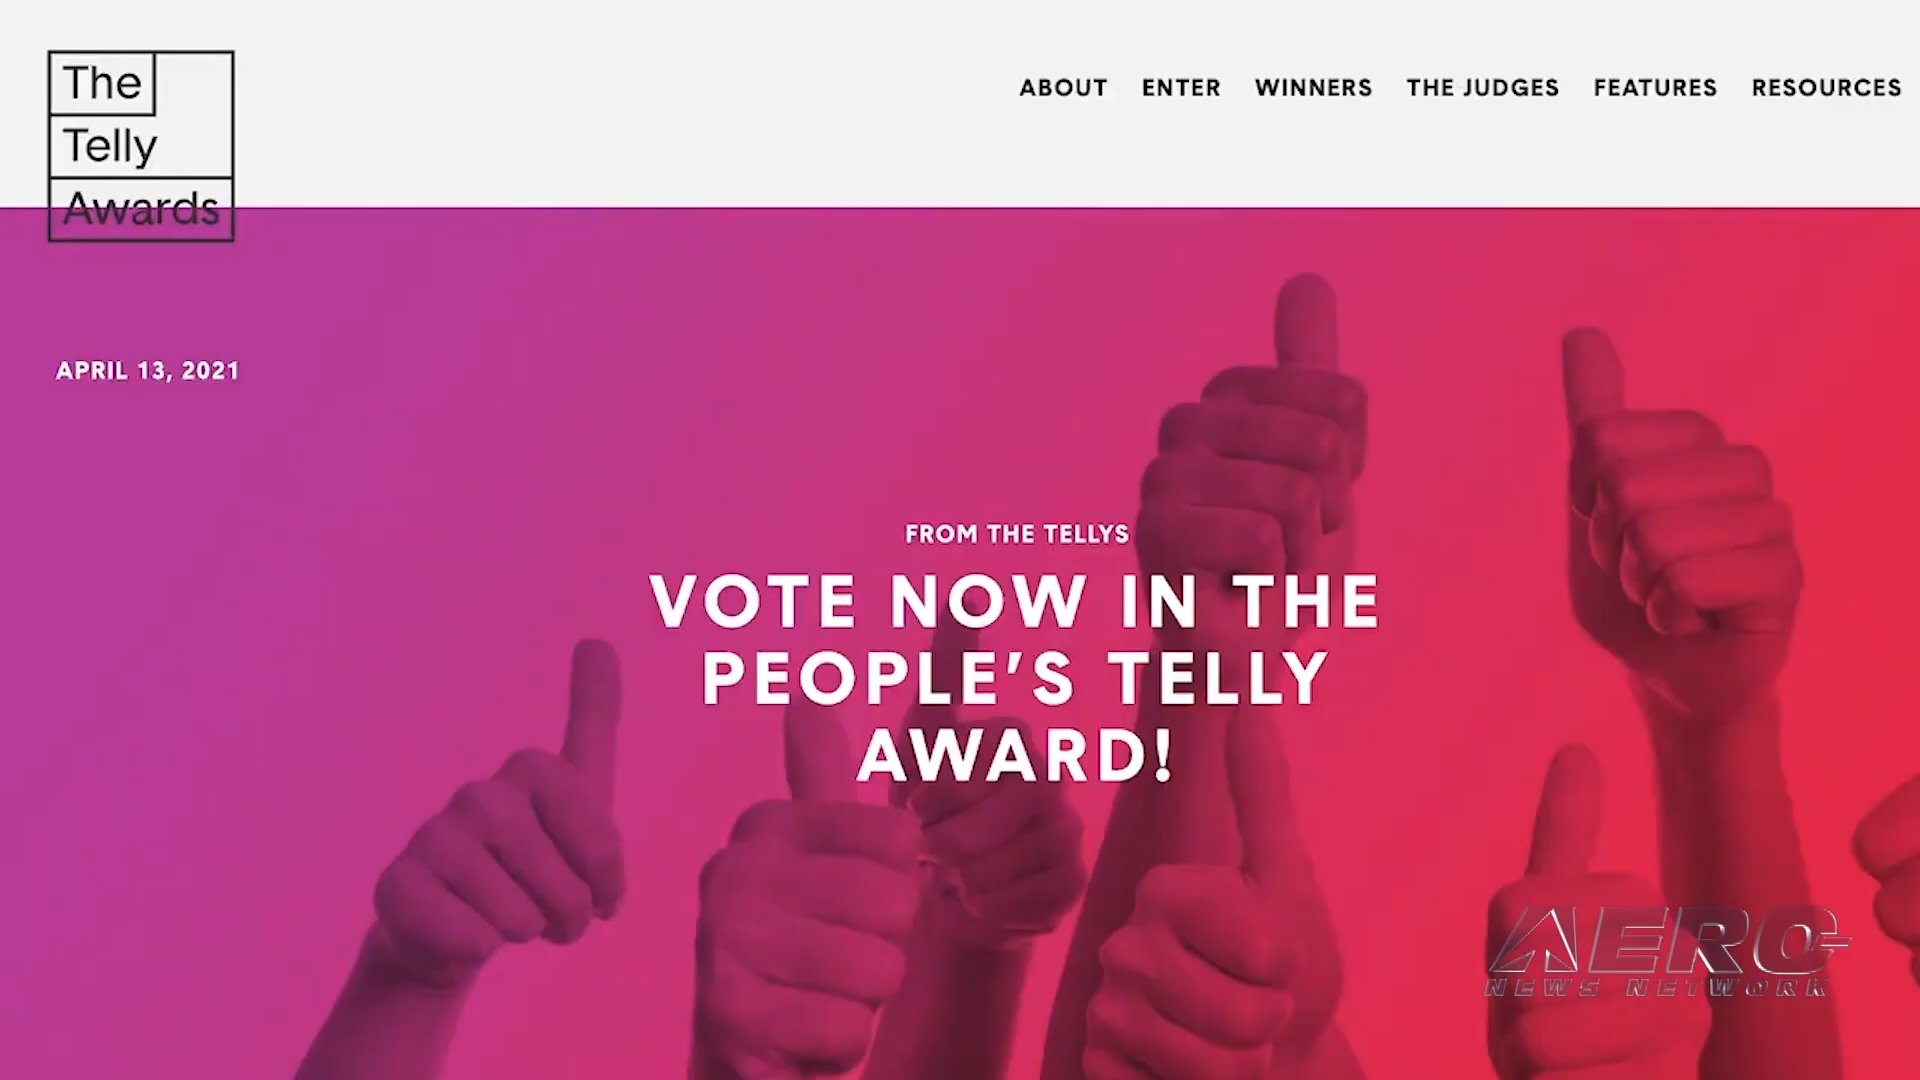 The
Telly
Awards
ABOUT ENTER WINNERS THE JUDGES FEATURES RESOURCES
APRIL 13, 2021
FROM THE TELLYS
VOTE NOW IN THE
PEOPLE'S TELLY
AWARD!
AERO
NEWS NETWORK